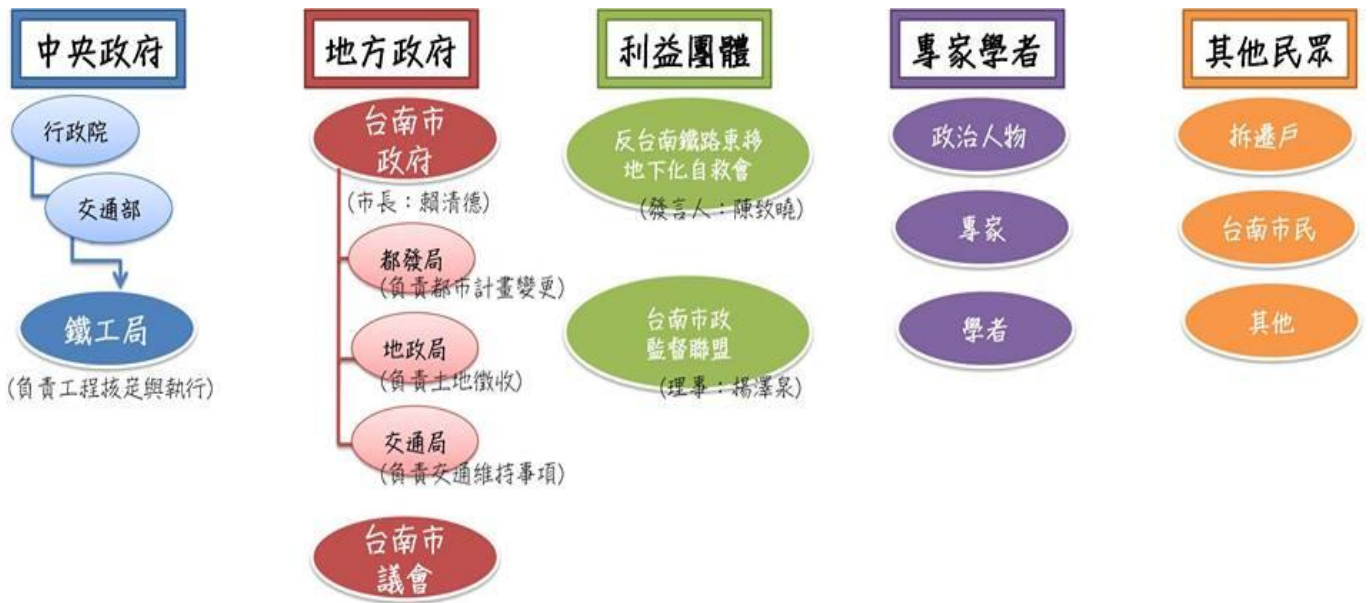 中央政府
行政院
交通部
鐵工局
(負責工程核定與執行)
地方政府
台南市
政府
(市長：賴清德)
都發局
(負責都市計畫變更)
地政局
(負責土地徵收)
交通局
(負責交通維持事項)
台南市
議會
利益團體
反台南鐵路東移
地下化自救會
(發言人：陳致曉)
台南市政
監督聯盟
(理事：楊澤泉)
專家學者
政治人物
專家
學者
其他民眾
拆遷戶
台南市民
其他